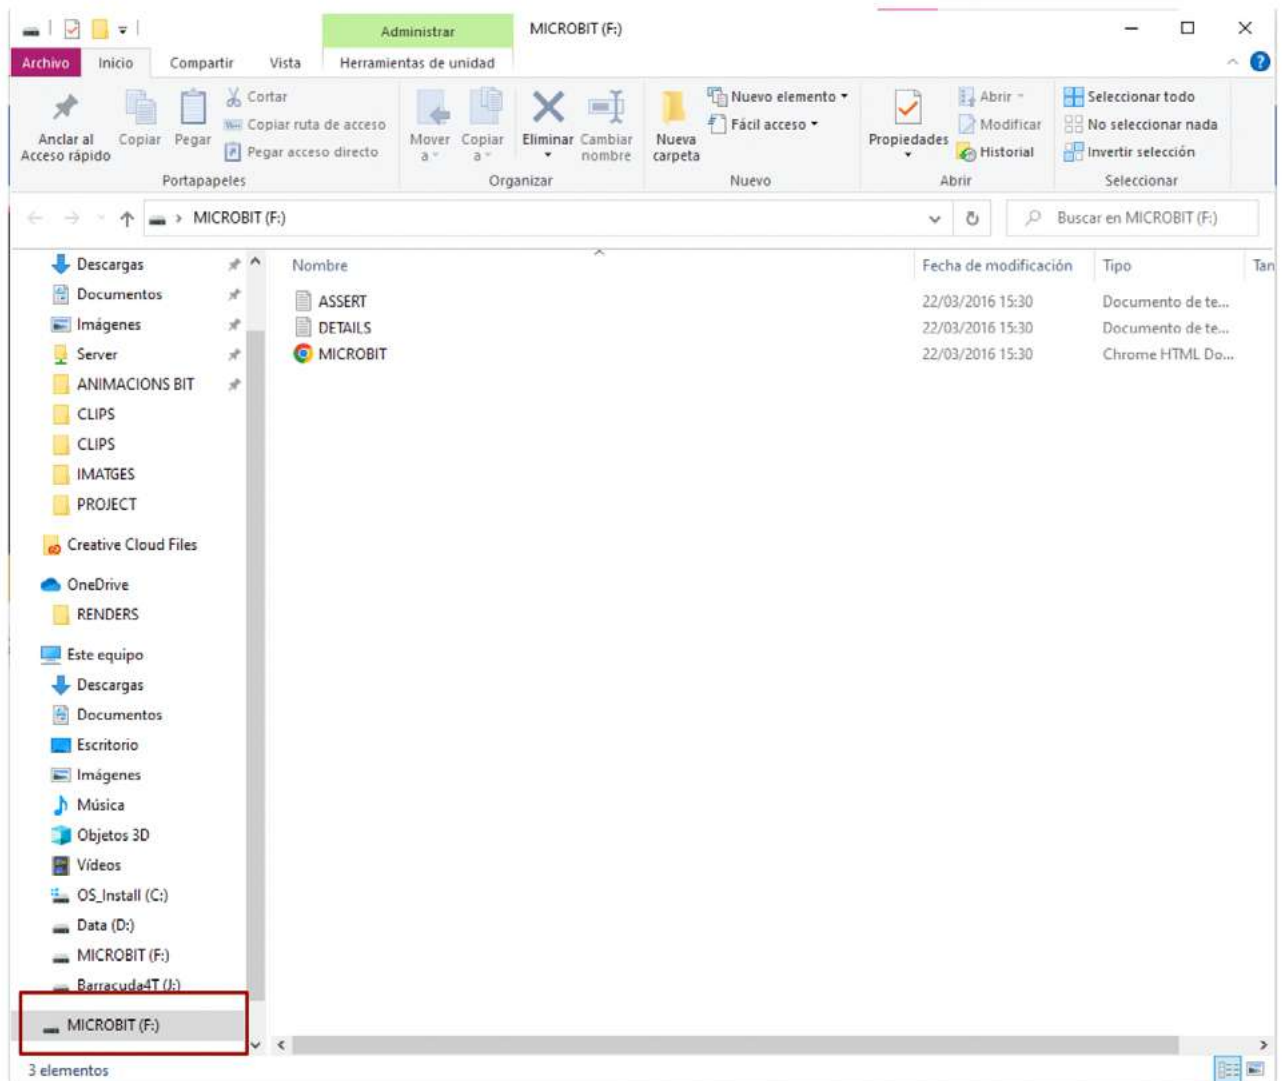 Administrar
MICROBIT (F:)
Archivo Inicio Compartir Vista Herramientas de unidad
Anclar al Acceso rápido
Copiar
Pegar
Cortar
Copiar ruta de acceso
Pegar acceso directo
Portapapeles
Mover a
Copiar a
Eliminar
Cambiar nombre
Organizar
Nueva carpeta
Nuevo elemento
Fácil acceso
Nuevo
Propiedades
Abrir
Modificar
Historial
Abrir
Seleccionar todo
No seleccionar nada
Invertir selección
Seleccionar
› MICROBIT (F:)
Buscar en MICROBIT (F:)
Descargas
Documentos
Imágenes
Server
ANIMACIONS BIT
CLIPS
CLIPS
IMATGES
PROJECT
Creative Cloud Files
OneDrive
RENDERS
Este equipo
Descargas
Documentos
Escritorio
Imágenes
Música
Objetos 3D
Vídeos
OS_Install (C:)
Data (D:)
MICROBIT (F:)
Barracuda4T (J:)
MICROBIT (F:)
Nombre Fecha de modificación Tipo Tan
ASSERT 22/03/2016 15:30 Documento de te...
DETAILS 22/03/2016 15:30 Documento de te...
MICROBIT 22/03/2016 15:30 Chrome HTML Do...
3 elementos